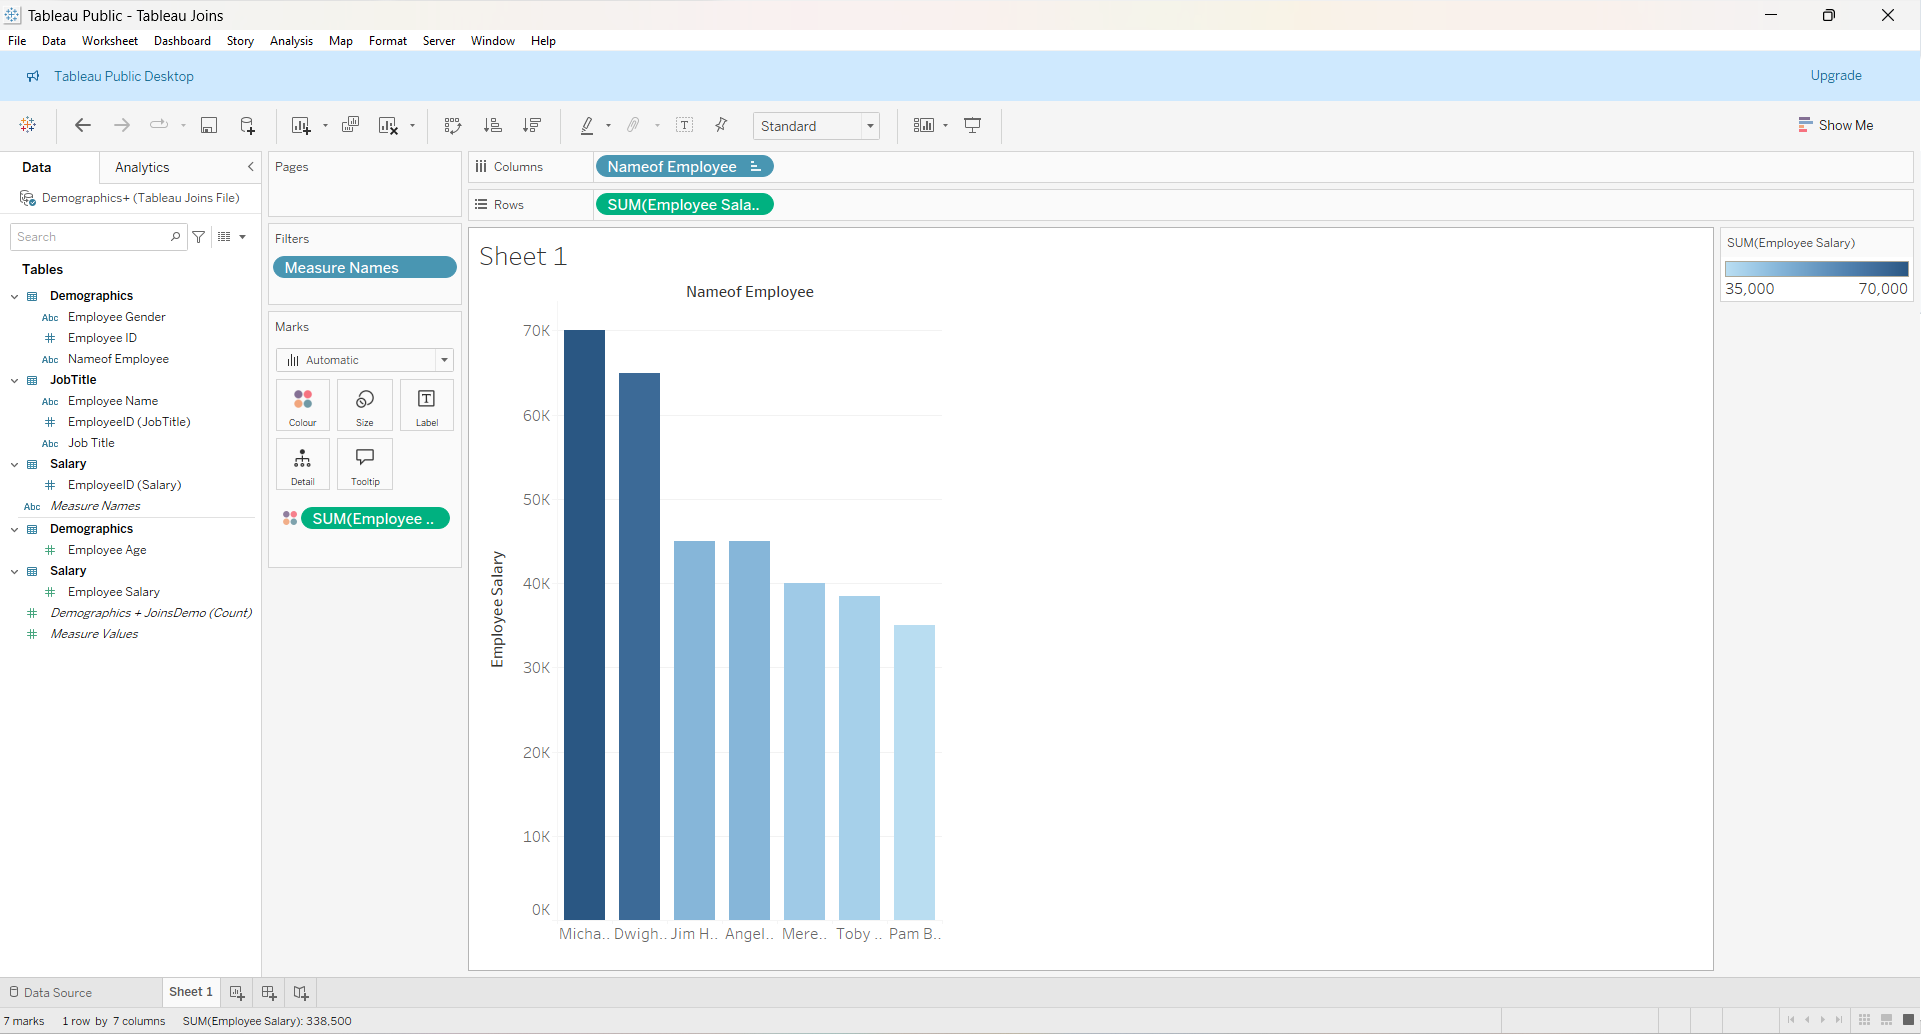 Tableau Public - Tableau Joins
File Data Worksheet Dashboard Story Analysis Map Format Server Window Help
Tableau Public Desktop
Upgrade
Standard
Show Me
Data
Analytics
Demographics+ (Tableau Joins File)
Search
Tables
Demographics
Abc Employee Gender
# Employee ID
Abc Nameof Employee
JobTitle
Abc Employee Name
# EmployeeID (JobTitle)
Abc Job Title
Salary
# EmployeeID (Salary)
Abc Measure Names
Demographics
# Employee Age
Salary
# Employee Salary
# Demographics + JoinsDemo (Count)
# Measure Values
Pages
Filters
Measure Names
Marks
Automatic
Colour
Size
T
Label
Detail
Tooltip
SUM(Employee ..
Columns
Nameof Employee
Rows
SUM(Employee Sala..
Sheet 1
Nameof Employee
Employee Salary
70K
60K
50K
40K
30K
20K
10K
0K
Micha.. Dwigh.. Jim H.. Angel.. Mere.. Toby .. Pam B..
SUM(Employee Salary)
35,000 70,000
Data Source
Sheet 1
7 marks 1 row by 7 columns SUM(Employee Salary): 338,500